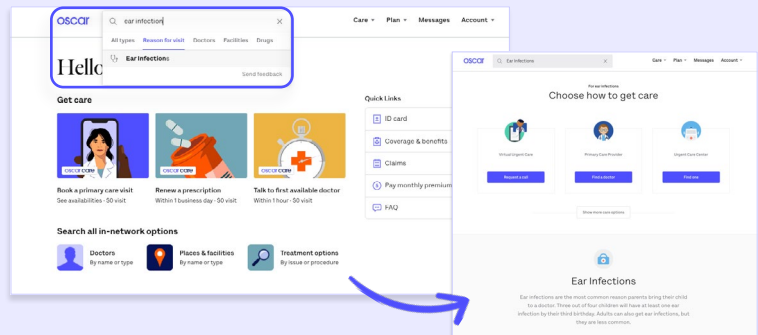 oscar
ear infection
Care Plan Messages Account
All types Reason for visit Doctors Facilities Drugs
Ear infections
Send feedback
Hello
Get care
oscar care
oscar care
oscar care
Book a primary care visit
See availabilities · $0 visit
Renew a prescription
Within 1 business day · $0 visit
Talk to first available doctor
Within 1 hour · $0 visit
Search all in-network options
Doctors
By name or type
Places & facilities
By name or type
Treatment options
By issue or procedure
Quick Links
ID card
Coverage & benefits
Claims
Pay monthly premium
FAQ
oscar
Ear Infections
Care Plan Messages Account
For ear infections
Choose how to get care
Virtual Urgent Care
Request a call
Primary Care Provider
Find a doctor
Urgent Care Center
Find one
Show more care options
Ear Infections
Ear infections are the most common reason parents bring their child
to a doctor. Three out of four children will have at least one ear
infection by their third birthday. Adults can also get ear infections, but
they are less common.